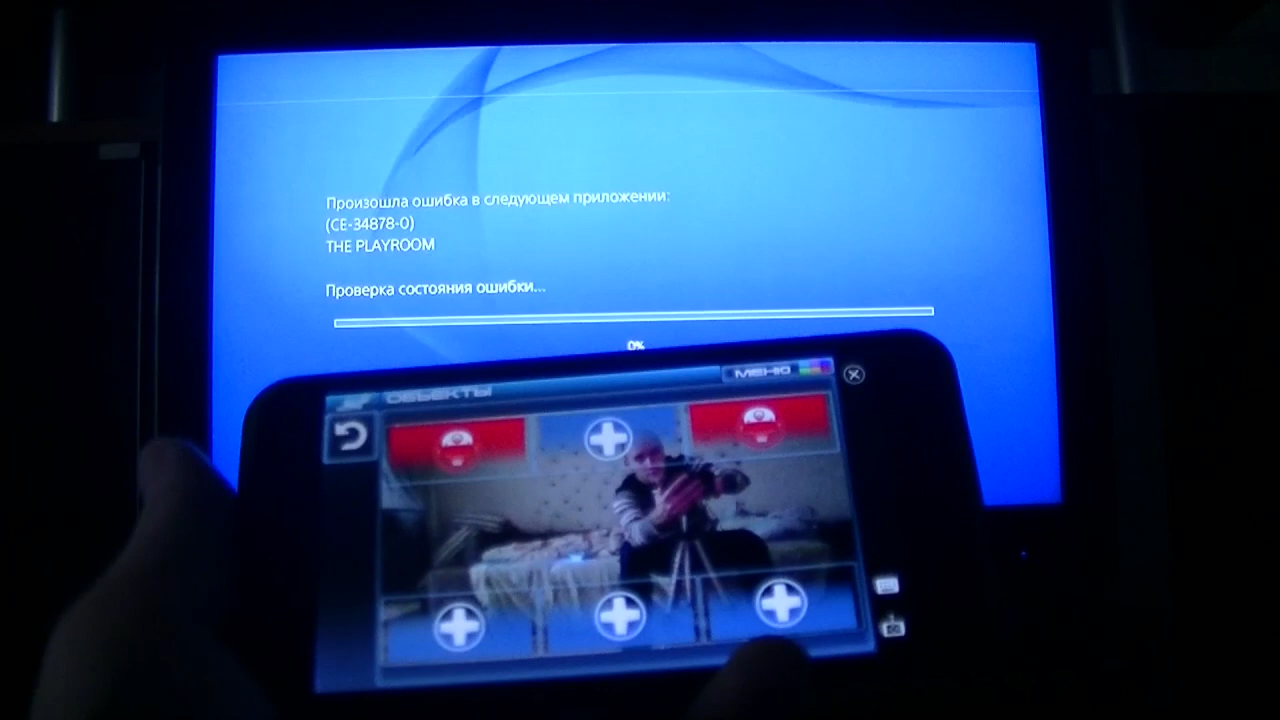 Произошла ошибка в следующем приложении:
(CE-34878-0)
THE PLAYROOM
Проверка состояния ошибки...
0%
ОБЪЕКТЫ
МЕНЮ